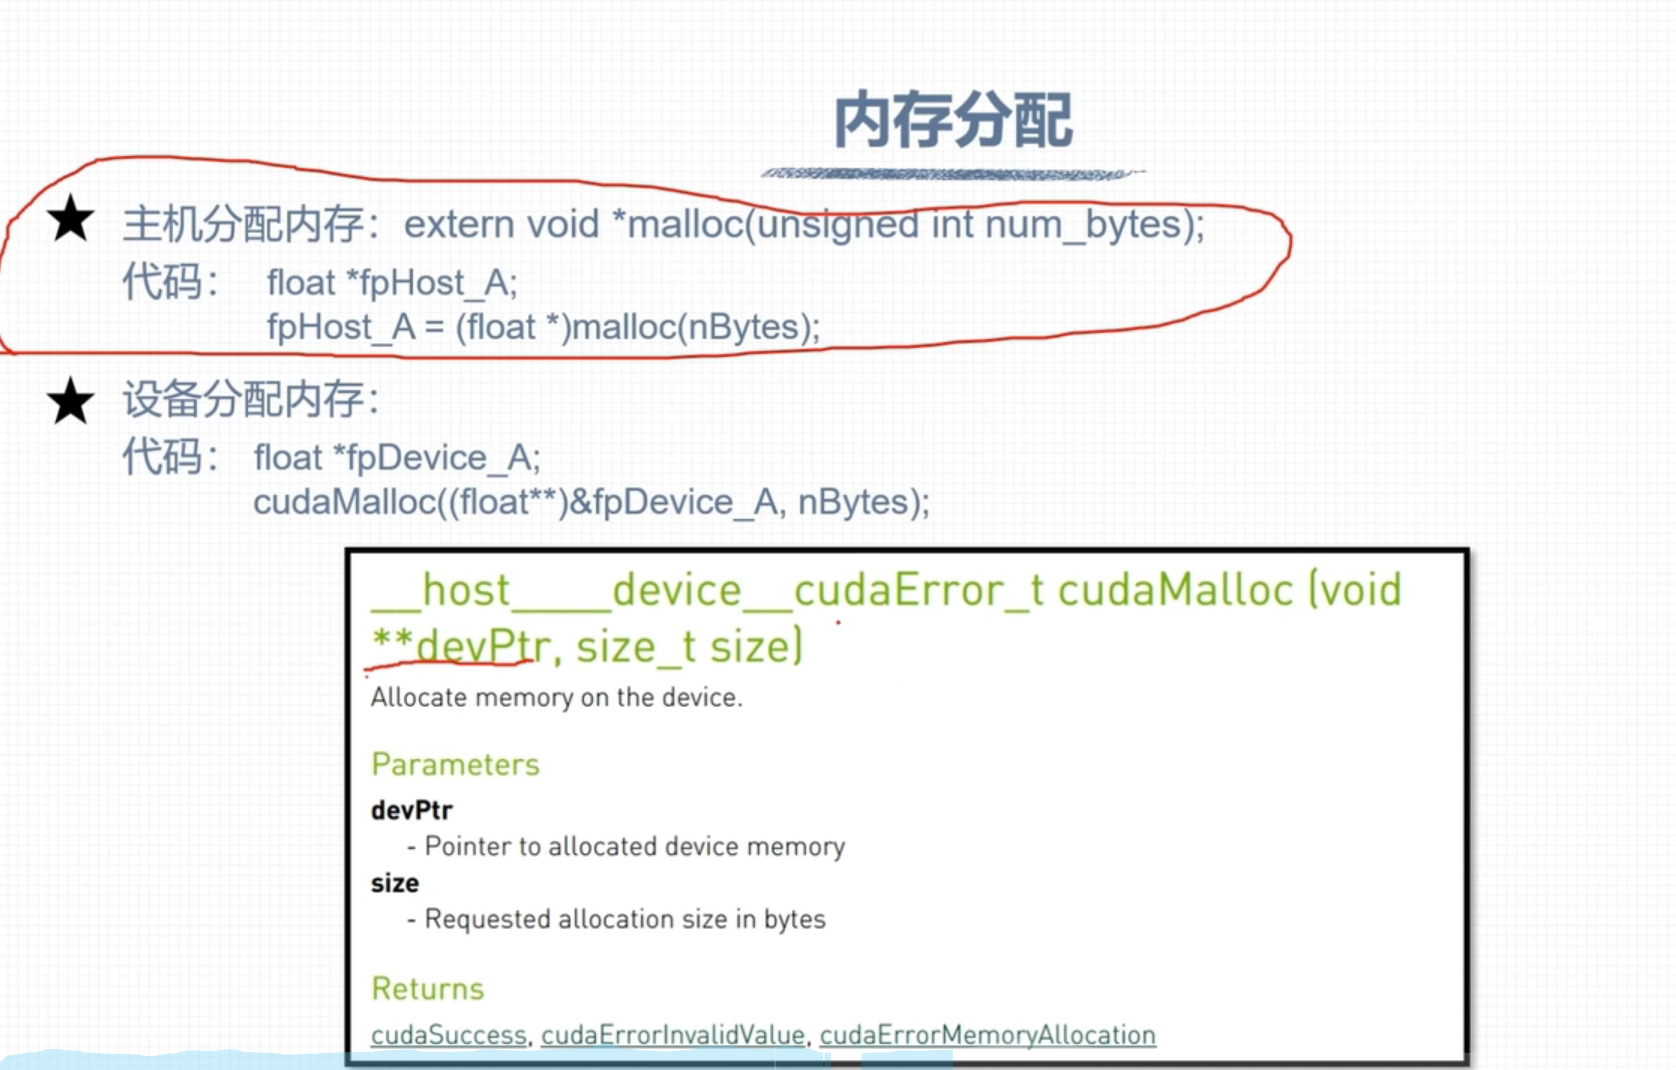 内存分配
★ 主机分配内存：extern void *malloc(unsigned int num_bytes);
代码： float *fpHost_A;
fpHost_A = (float *)malloc(nBytes);
★ 设备分配内存：
代码： float *fpDevice_A;
cudaMalloc((float**)&fpDevice_A, nBytes);
__host____device__cudaError_t cudaMalloc (void
**devPtr, size_t size)
Allocate memory on the device.
Parameters
devPtr
- Pointer to allocated device memory
size
- Requested allocation size in bytes
Returns
cudaSuccess, cudaErrorInvalidValue, cudaErrorMemoryAllocation